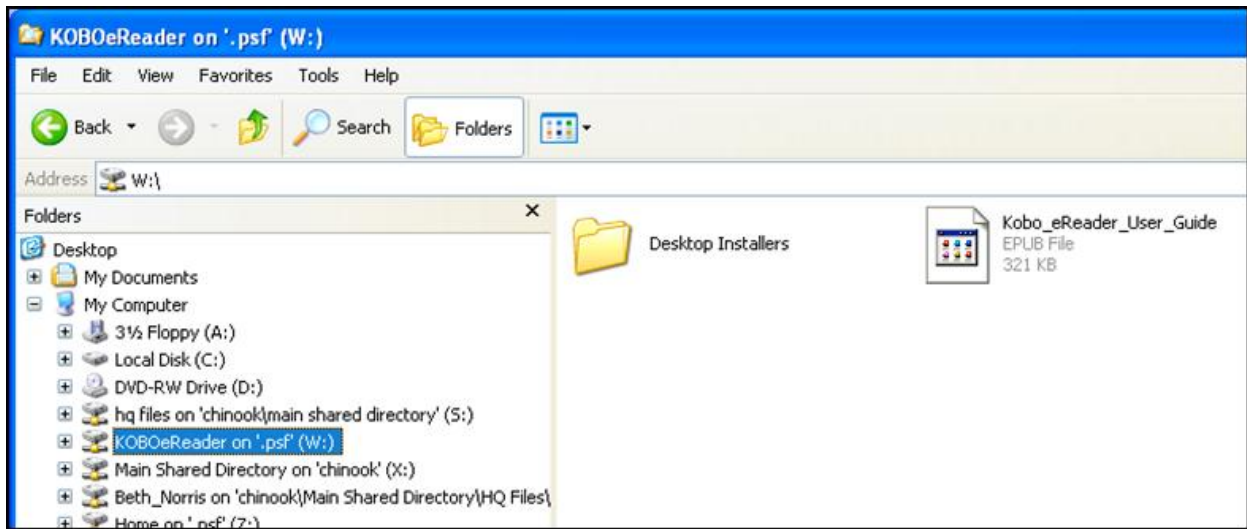 KOBOeReader on '.psf' (W:)
File Edit View Favorites Tools Help
Back Search Folders
Address W:\
Folders
Desktop
My Documents
My Computer
3½ Floppy (A:)
Local Disk (C:)
DVD-RW Drive (D:)
hq files on 'chinook\main shared directory' (S:)
KOBOeReader on '.psf' (W:)
Main Shared Directory on 'chinook' (X:)
Beth_Norris on 'chinook\Main Shared Directory\HQ Files\
Home on '.psf' (Z:)
Desktop Installers
Kobo_eReader_User_Guide
EPUB File
321 KB